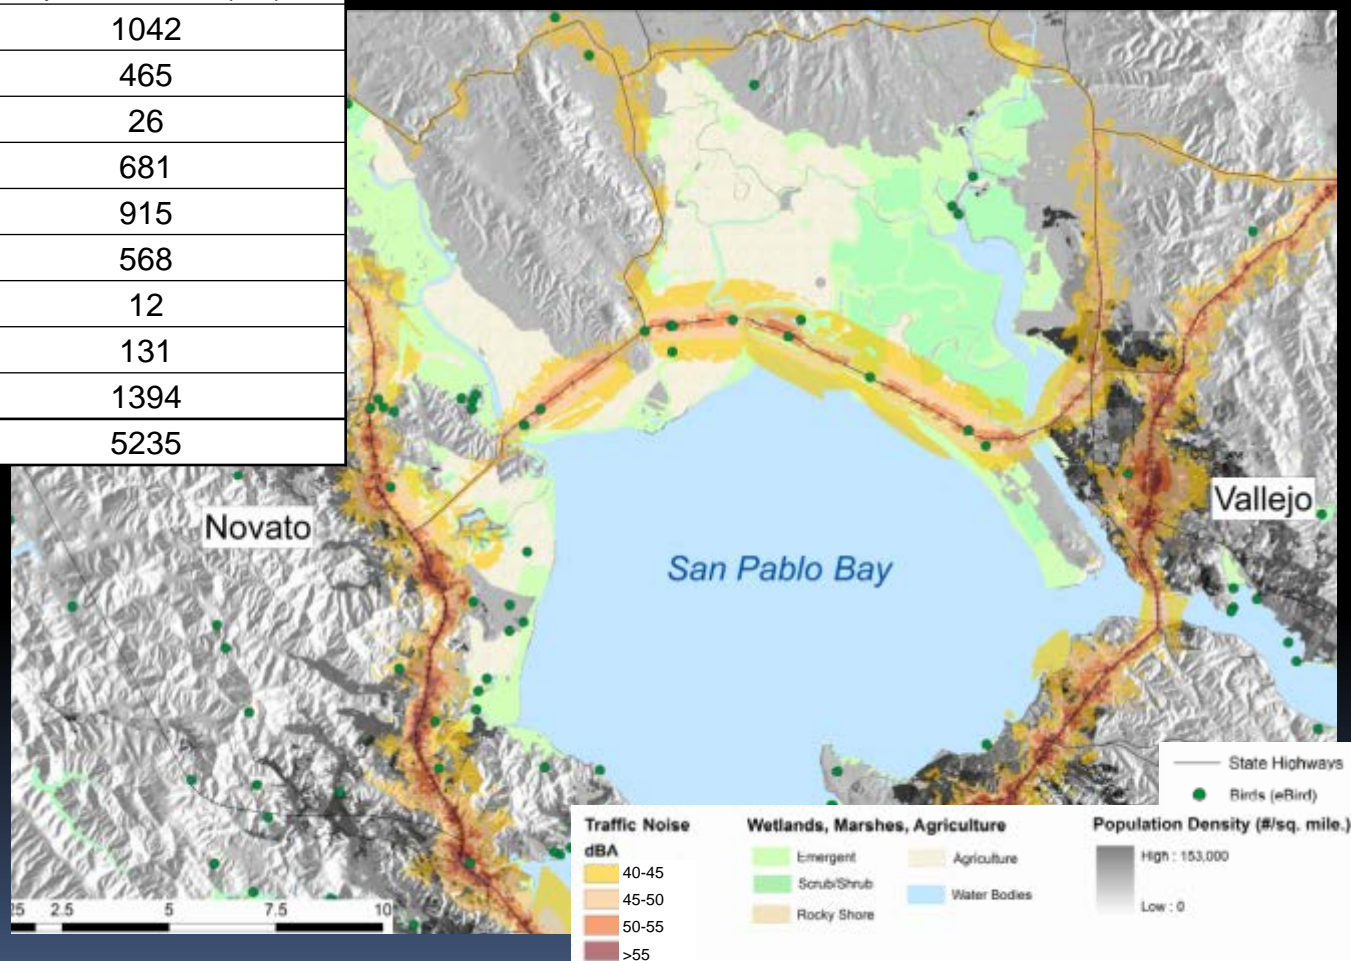 1042
465
26
681
915
568
12
131
1394
5235
Novato
Vallejo
San Pablo Bay
State Highways
Birds (eBird)
Traffic Noise
dBA
40-45
45-50
50-55
>55
Wetlands, Marshes, Agriculture
Emergent
Scrub/Shrub
Rocky Shore
Agriculture
Water Bodies
Population Density (#/sq. mile.)
High : 153,000
Low : 0
2.5 5 7.5 10